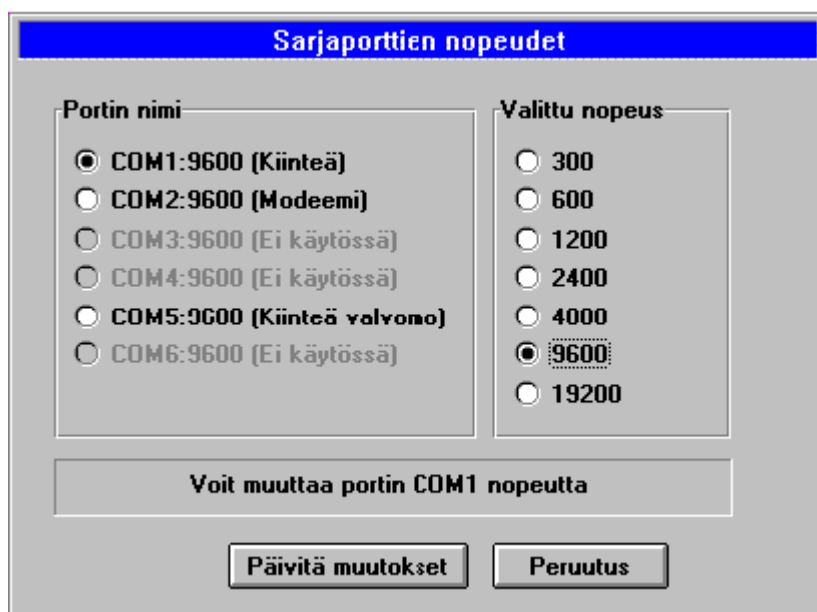 Sarjaporttien nopeudet
Portin nimi
COM1:9600 (Kiinteä)
COM2:9600 (Modeemi)
COM3:9600 (Ei käytössä)
COM4:9600 (Ei käytössä)
COM5:9600 (Kiinteä valvomo)
COM6:9600 (Ei käytössä)
Valittu nopeus
300
600
1200
2400
4000
9600
19200
Voit muuttaa portin COM1 nopeutta
Päivitä muutokset
Peruutus